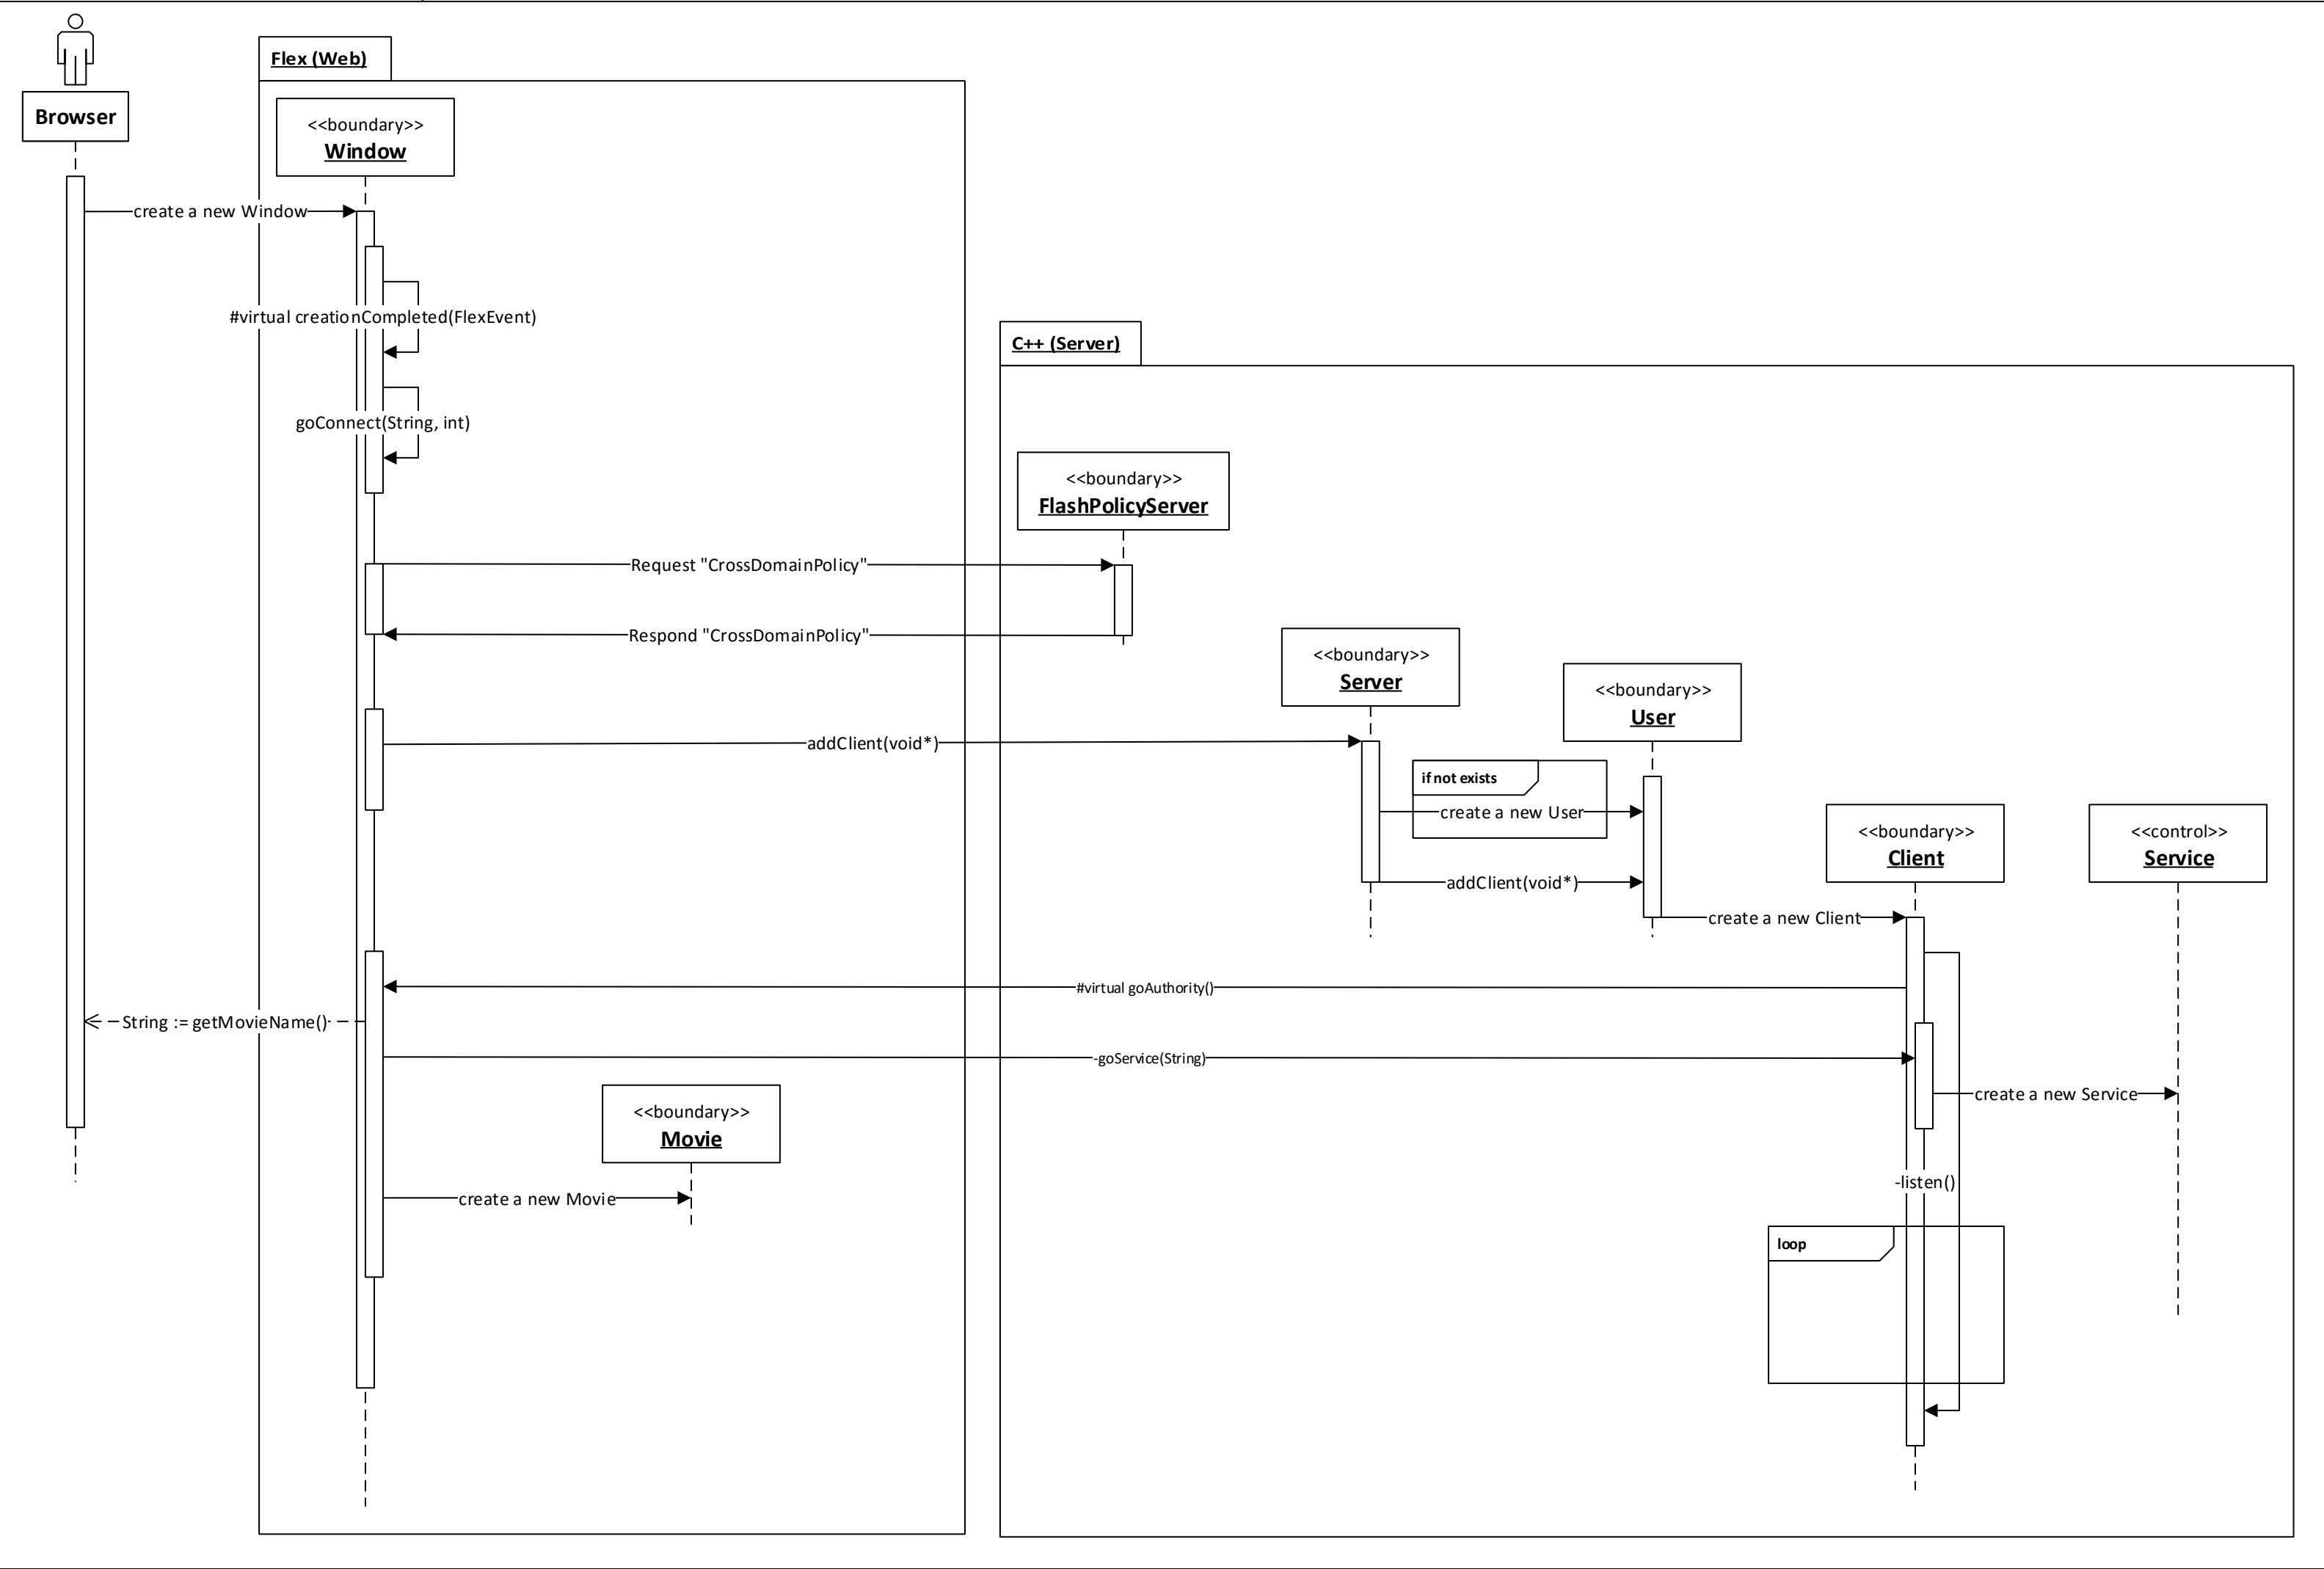 Browser
Flex (Web)
<<boundary>>
Window
create a new Window
#virtual creationCompleted(FlexEvent)
C++ (Server)
goConnect(String, int)
<<boundary>>
FlashPolicyServer
Request "CrossDomainPolicy"
Respond "CrossDomainPolicy"
<<boundary>>
Server
<<boundary>>
User
addClient(void*)
if not exists
create a new User
<<boundary>>
Client
<<control>>
Service
addClient(void*)
create a new Client
#virtual goAuthority()
String := getMovieName()
-goService(String)
create a new Service
<<boundary>>
Movie
-listen()
create a new Movie
loop